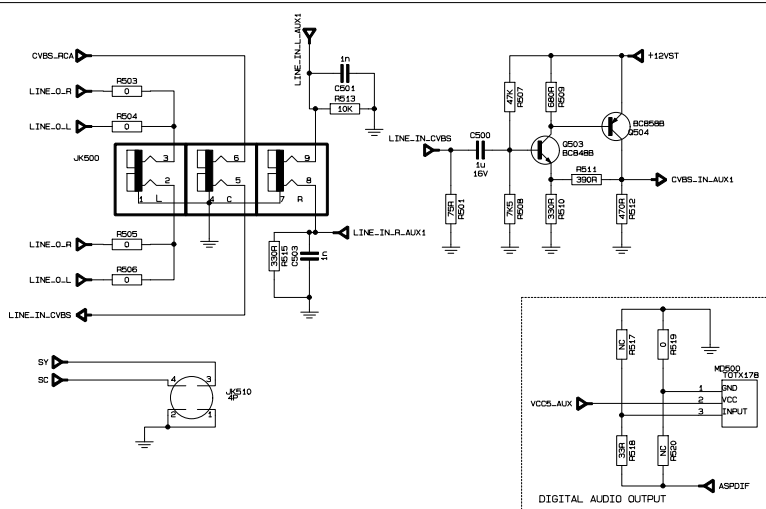 CVBS_RCA
LINE_O_R
R503
0
LINE_O_L
R504
0
JK500
3
2
1
L
6
5
4
C
9
8
7
R
LINE_O_R
R505
0
LINE_O_L
R506
0
LINE_IN_CVBS
LINE_IN_L_AUX1
1n
C501
R513
10K
LINE_IN_R_AUX1
330R
R515
C503
1n
SY
SC
4
3
2
1
JK510
4P
LINE_IN_CVBS
75R
R501
C500
1u
16V
47K
R507
7K5
R508
680R
R509
Q503
BC848B
330R
R510
R511
390R
BC858B
Q504
+12VST
CVBS_IN_AUX1
470R
R512
NC
R517
0
R519
MD500
TOTX178
1
GND
2
VCC
3
INPUT
VCC5_AUX
33R
R518
NC
R520
ASPDIF
DIGITAL AUDIO OUTPUT